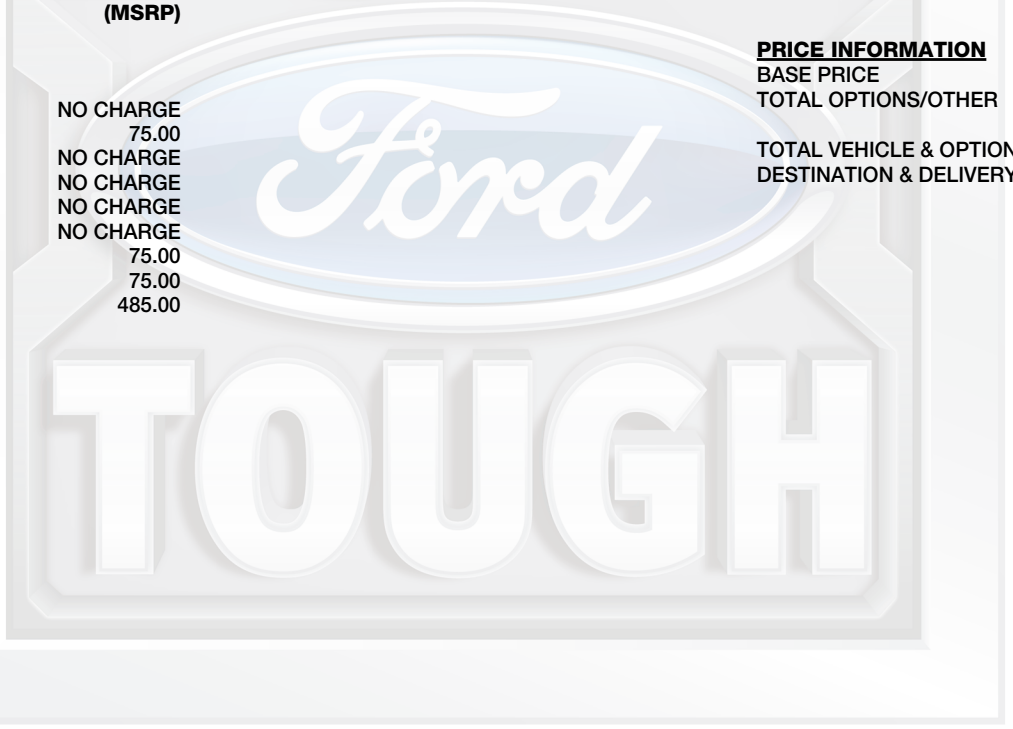 (MSRP)
NO CHARGE
75.00
NO CHARGE
NO CHARGE
NO CHARGE
NO CHARGE
75.00
75.00
485.00
PRICE INFORMATION
BASE PRICE
TOTAL OPTIONS/OTHER
TOTAL VEHICLE & OPTION
DESTINATION & DELIVERY
Ford
TOUGH